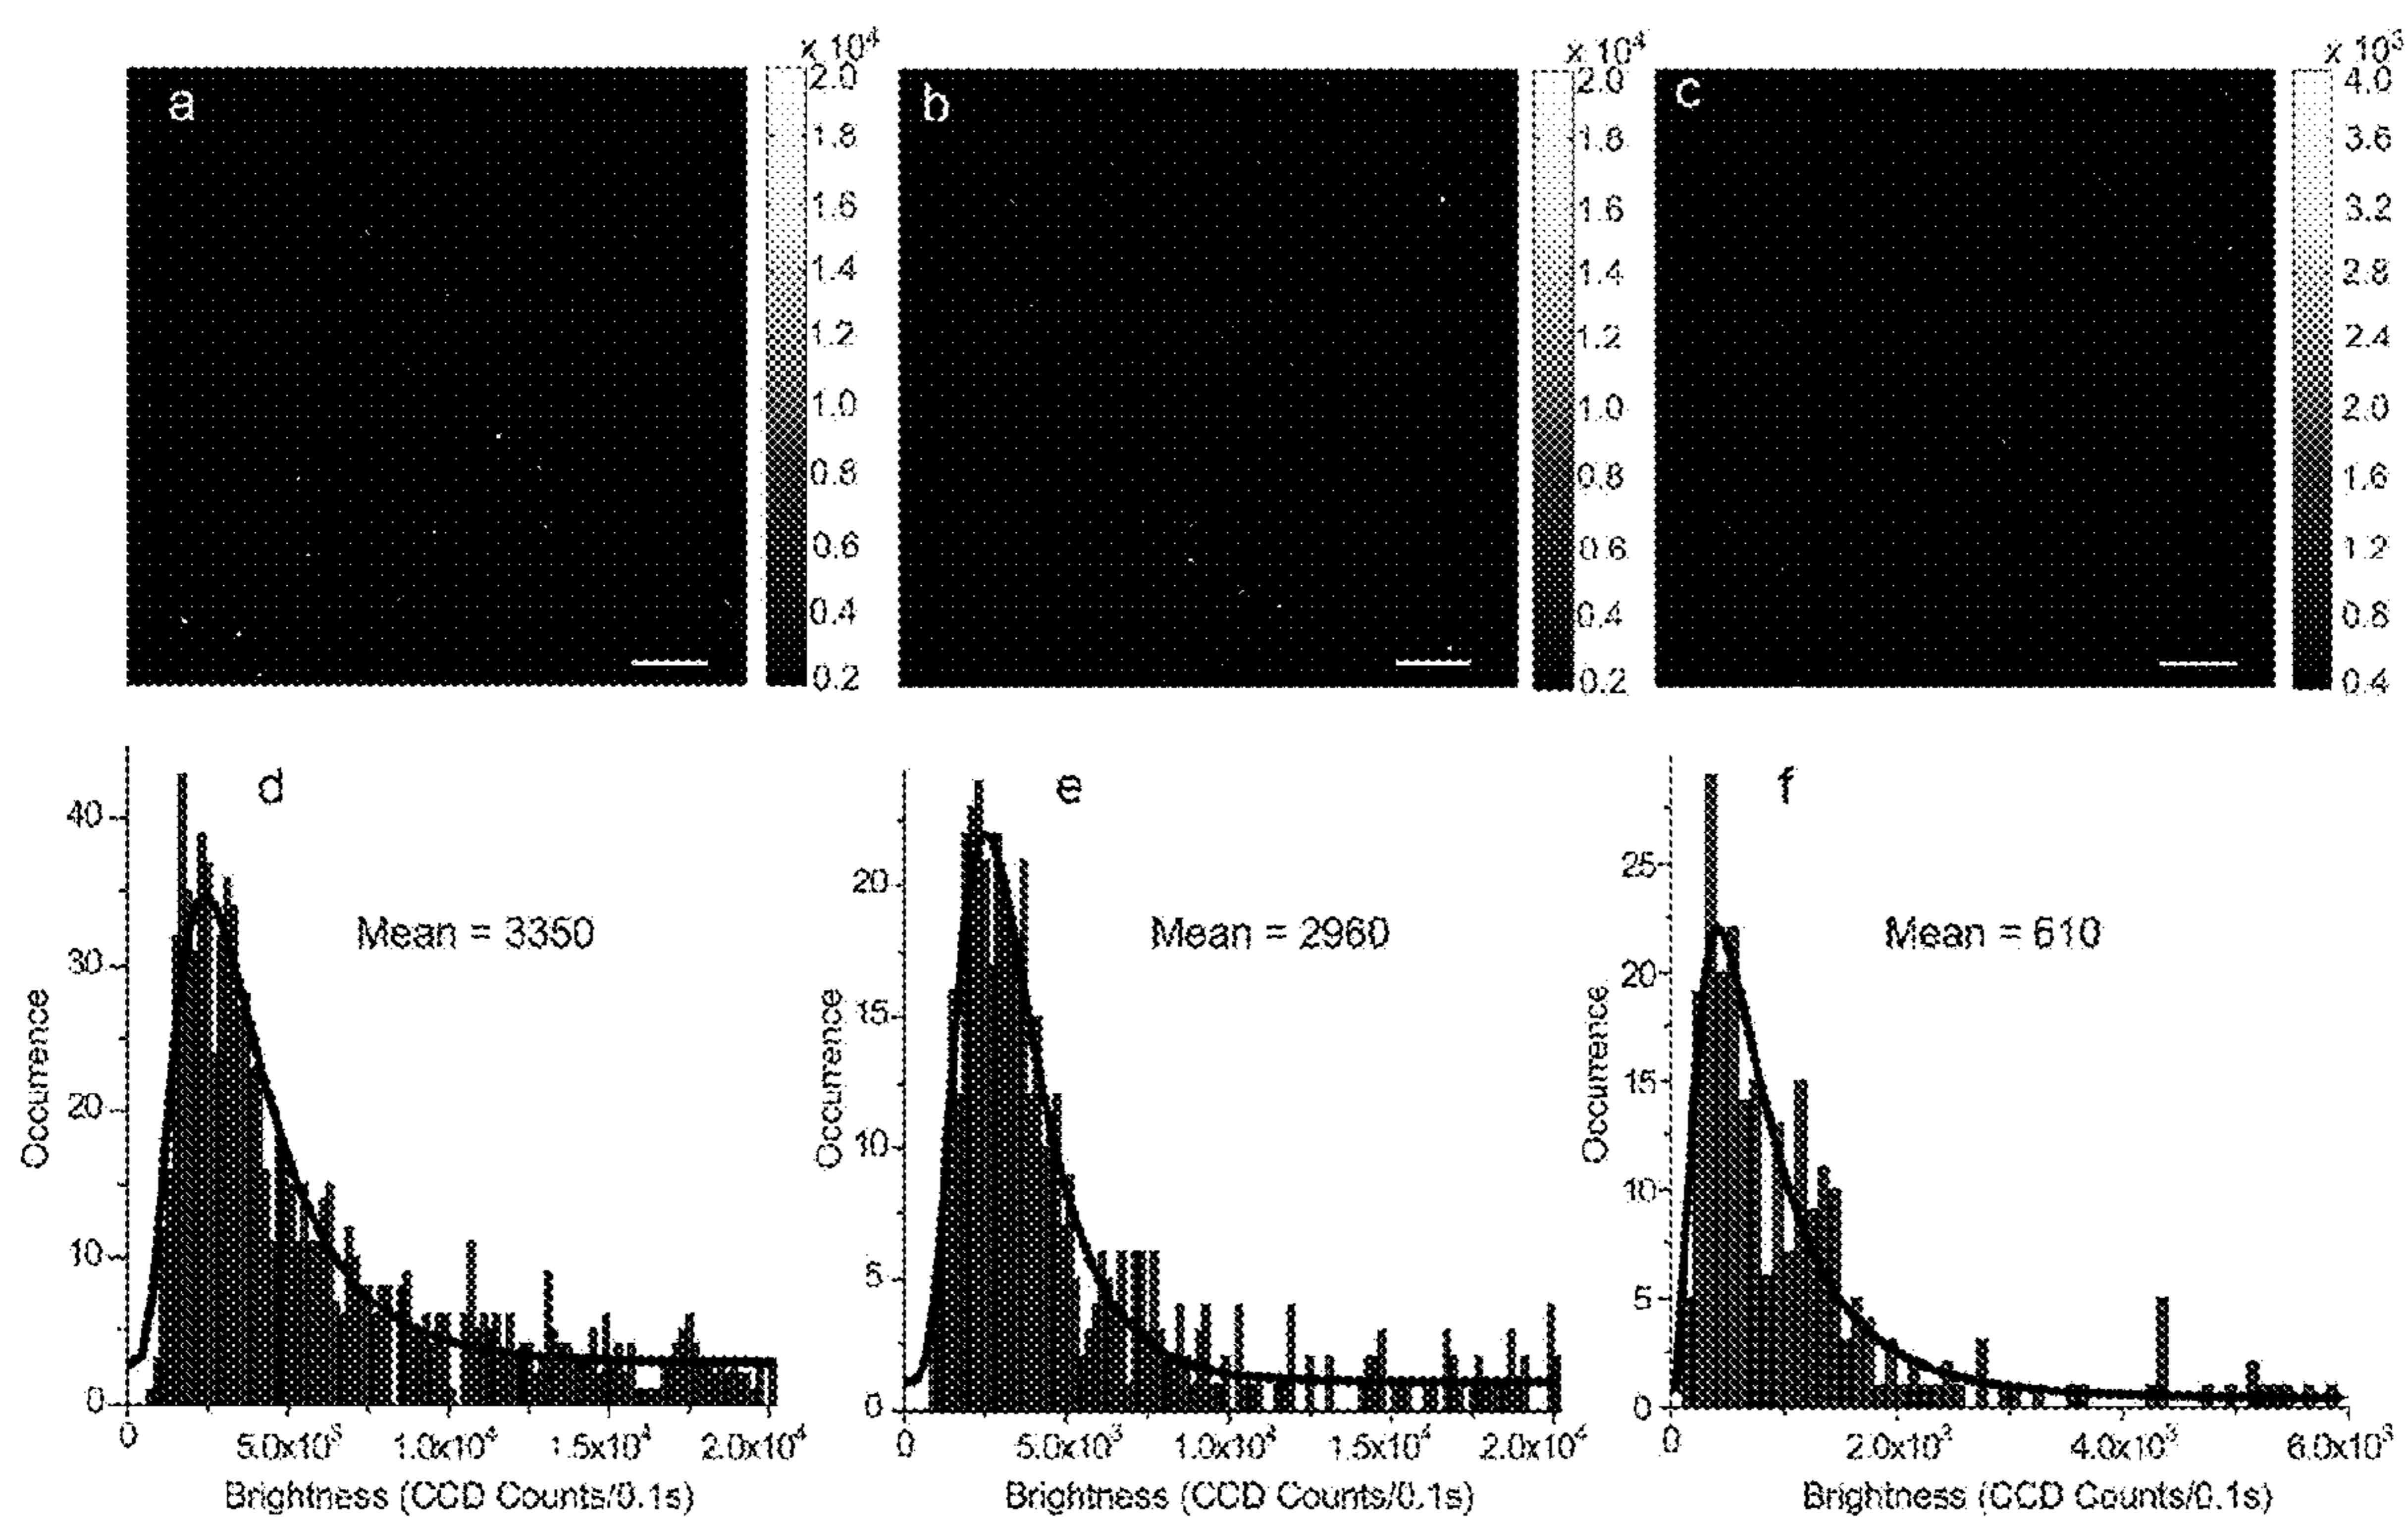 x 10⁴
x 10⁴
x 10³
a
2.0
1.8
1.6
1.4
1.2
1.0
0.8
0.6
0.4
0.2
b
2.0
1.8
1.6
1.4
1.2
1.0
0.8
0.6
0.4
0.2
c
4.0
3.6
3.2
2.8
2.4
2.0
1.6
1.2
0.8
0.4
d
Mean = 3350
Occurrence
40
30
20
10
0
0 5.0x10³ 1.0x10⁴ 1.5x10⁴ 2.0x10⁴
Brightness (CCD Counts/0.1s)
e
Mean = 2960
Occurrence
20
15
10
5
0
0 5.0x10³ 1.0x10⁴ 1.5x10⁴ 2.0x10⁴
Brightness (CCD Counts/0.1s)
f
Mean = 610
Occurrence
25
20
15
10
5
0
0 2.0x10³ 4.0x10³ 6.0x10³
Brightness (CCD Counts/0.1s)